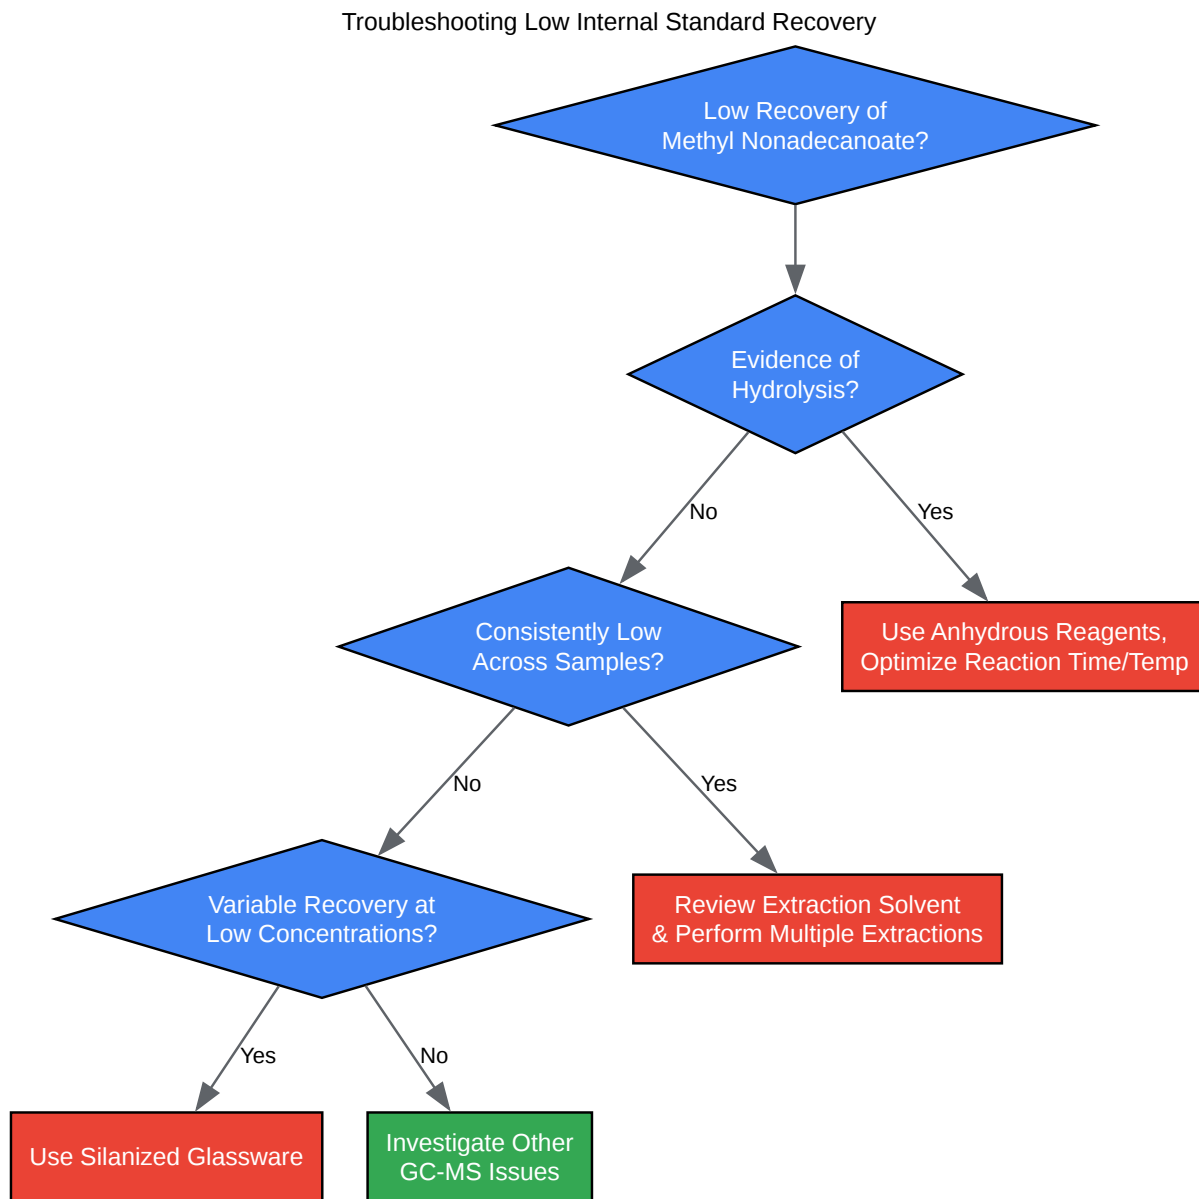 Troubleshooting Low Internal Standard Recovery
Low Recovery of
Methyl Nonadecanoate?
Evidence of
Hydrolysis?
No
Yes
Consistently Low
Across Samples?
Use Anhydrous Reagents,
Optimize Reaction Time/Temp
No
Yes
Variable Recovery at
Low Concentrations?
Review Extraction Solvent
& Perform Multiple Extractions
Yes
No
Use Silanized Glassware
Investigate Other
GC-MS Issues